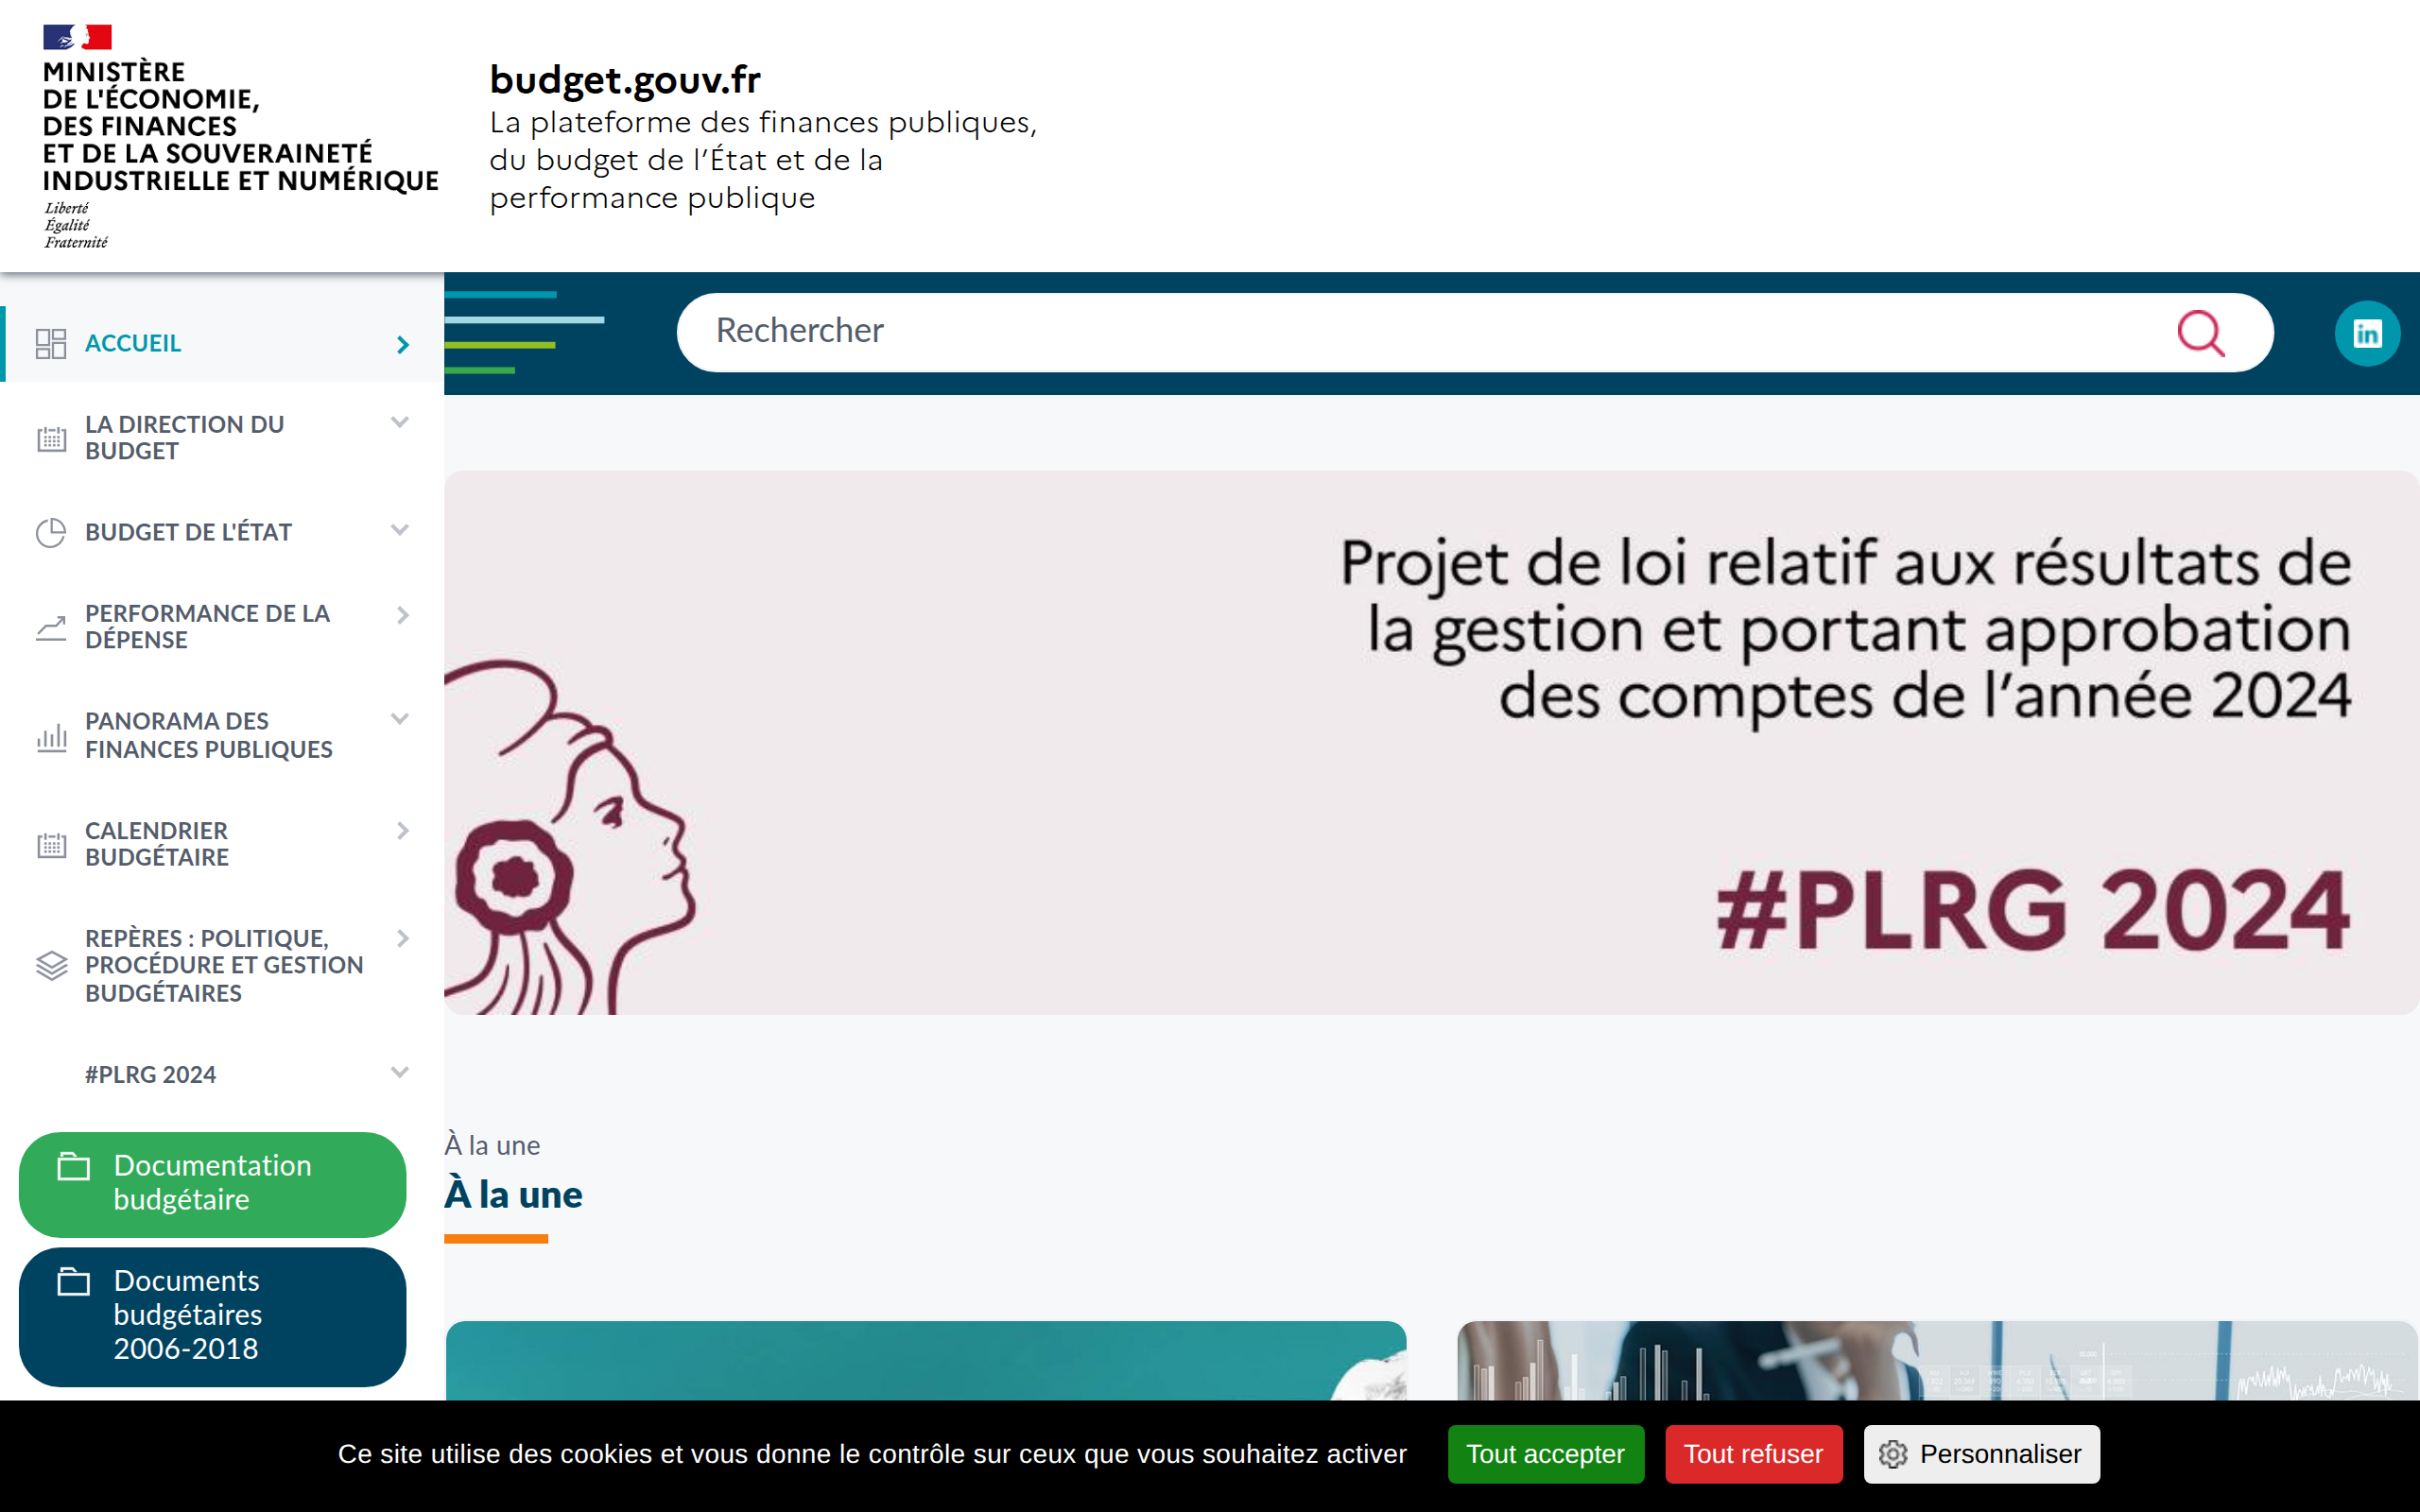 MINISTÈRE
DE L'ÉCONOMIE,
DES FINANCES
ET DE LA SOUVERAINETÉ
INDUSTRIELLE ET NUMÉRIQUE
Liberté
Égalité
Fraternité
budget.gouv.fr
La plateforme des finances publiques,
du budget de l’État et de la
performance publique
Rechercher
in
ACCUEIL
LA DIRECTION DU
BUDGET
BUDGET DE L'ÉTAT
PERFORMANCE DE LA
DÉPENSE
PANORAMA DES
FINANCES PUBLIQUES
CALENDRIER
BUDGÉTAIRE
REPÈRES : POLITIQUE,
PROCÉDURE ET GESTION
BUDGÉTAIRES
#PLRG 2024
Documentation
budgétaire
Documents
budgétaires
2006-2018
Projet de loi relatif aux résultats de
la gestion et portant approbation
des comptes de l’année 2024
#PLRG 2024
À la une
À la une
Ce site utilise des cookies et vous donne le contrôle sur ceux que vous souhaitez activer
Tout accepter
Tout refuser
Personnaliser